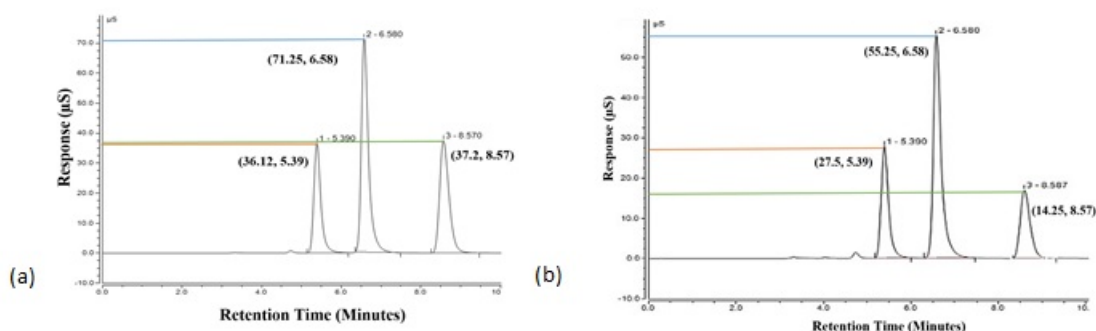 µS
70.0
60.0
50.0
40.0
30.0
20.0
10.0
0.0
-10.0
Response (µS)
2 - 6.580
(71.25, 6.58)
1 - 5.390
(36.12, 5.39)
3 - 8.570
(37.2, 8.57)
0.0 2.0 4.0 6.0 8.0 10.
Retention Time (Minutes)
(a)
µS
50.0
40.0
30.0
20.0
10.0
0.0
-10.0
Response (µS)
2 - 6.580
(55.25, 6.58)
1 - 5.390
(27.5, 5.39)
3 - 8.587
(14.25, 8.57)
0.0 2.0 4.0 6.0 8.0 10.
Retention Time (Minutes)
(b)